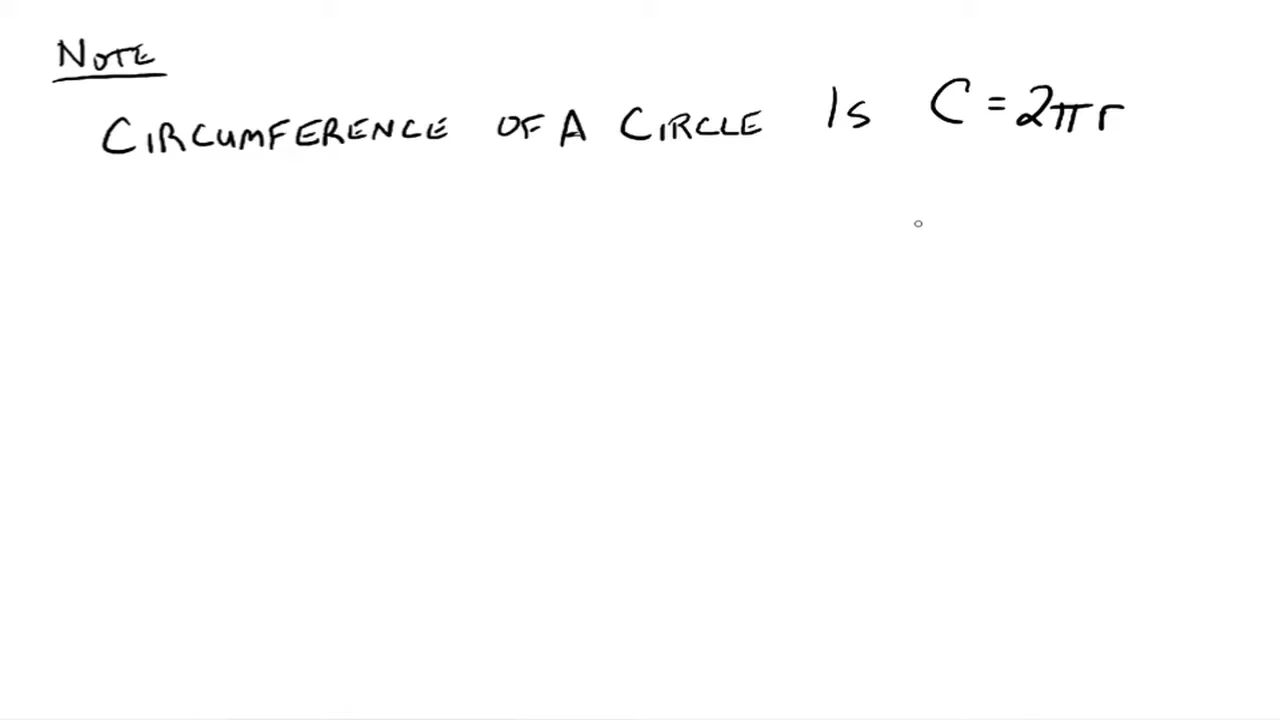 NOTE
CIRCUMFERENCE OF A CIRCLE IS C = 2πr